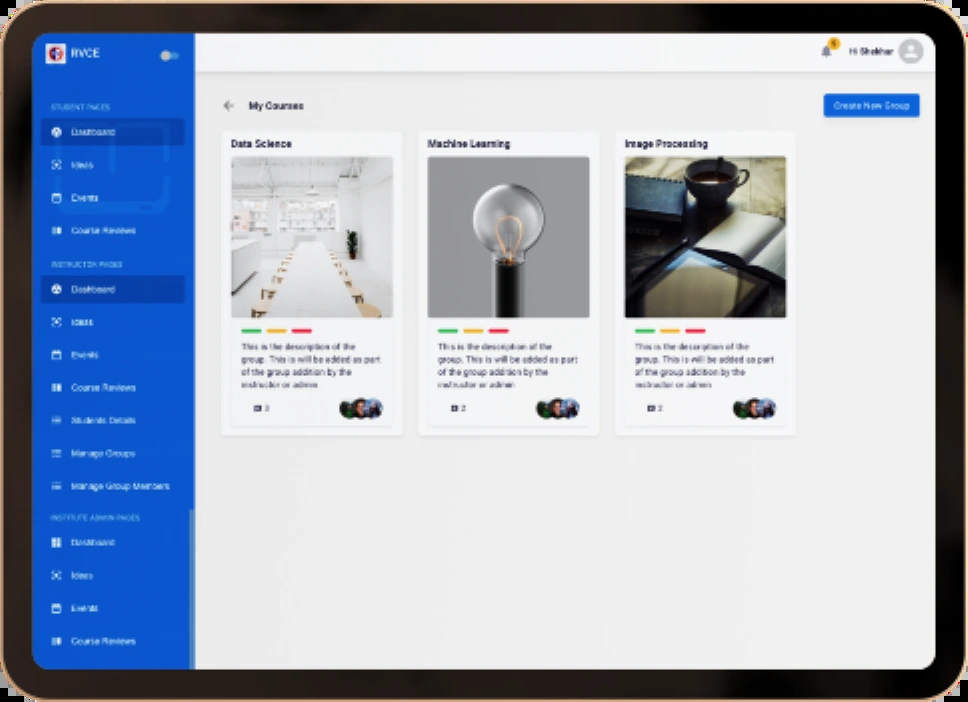 RVCE
STUDENT PAGES
Dashboard
Ideas
Events
Course Reviews
INSTRUCTOR PAGES
Dashboard
Ideas
Events
Course Reviews
Students Details
Manage Groups
Manage Group Members
INSTITUTE ADMIN PAGES
Dashboard
Ideas
Events
Course Reviews
Hi Shekhar
My Courses
Create New Group
Data Science
This is the description of the
group. This is will be added as part
of the group addition by the
instructor or admin
3
Machine Learning
This is the description of the
group. This is will be added as part
of the group addition by the
instructor or admin
2
Image Processing
This is the description of the
group. This is will be added as part
of the group addition by the
instructor or admin
2